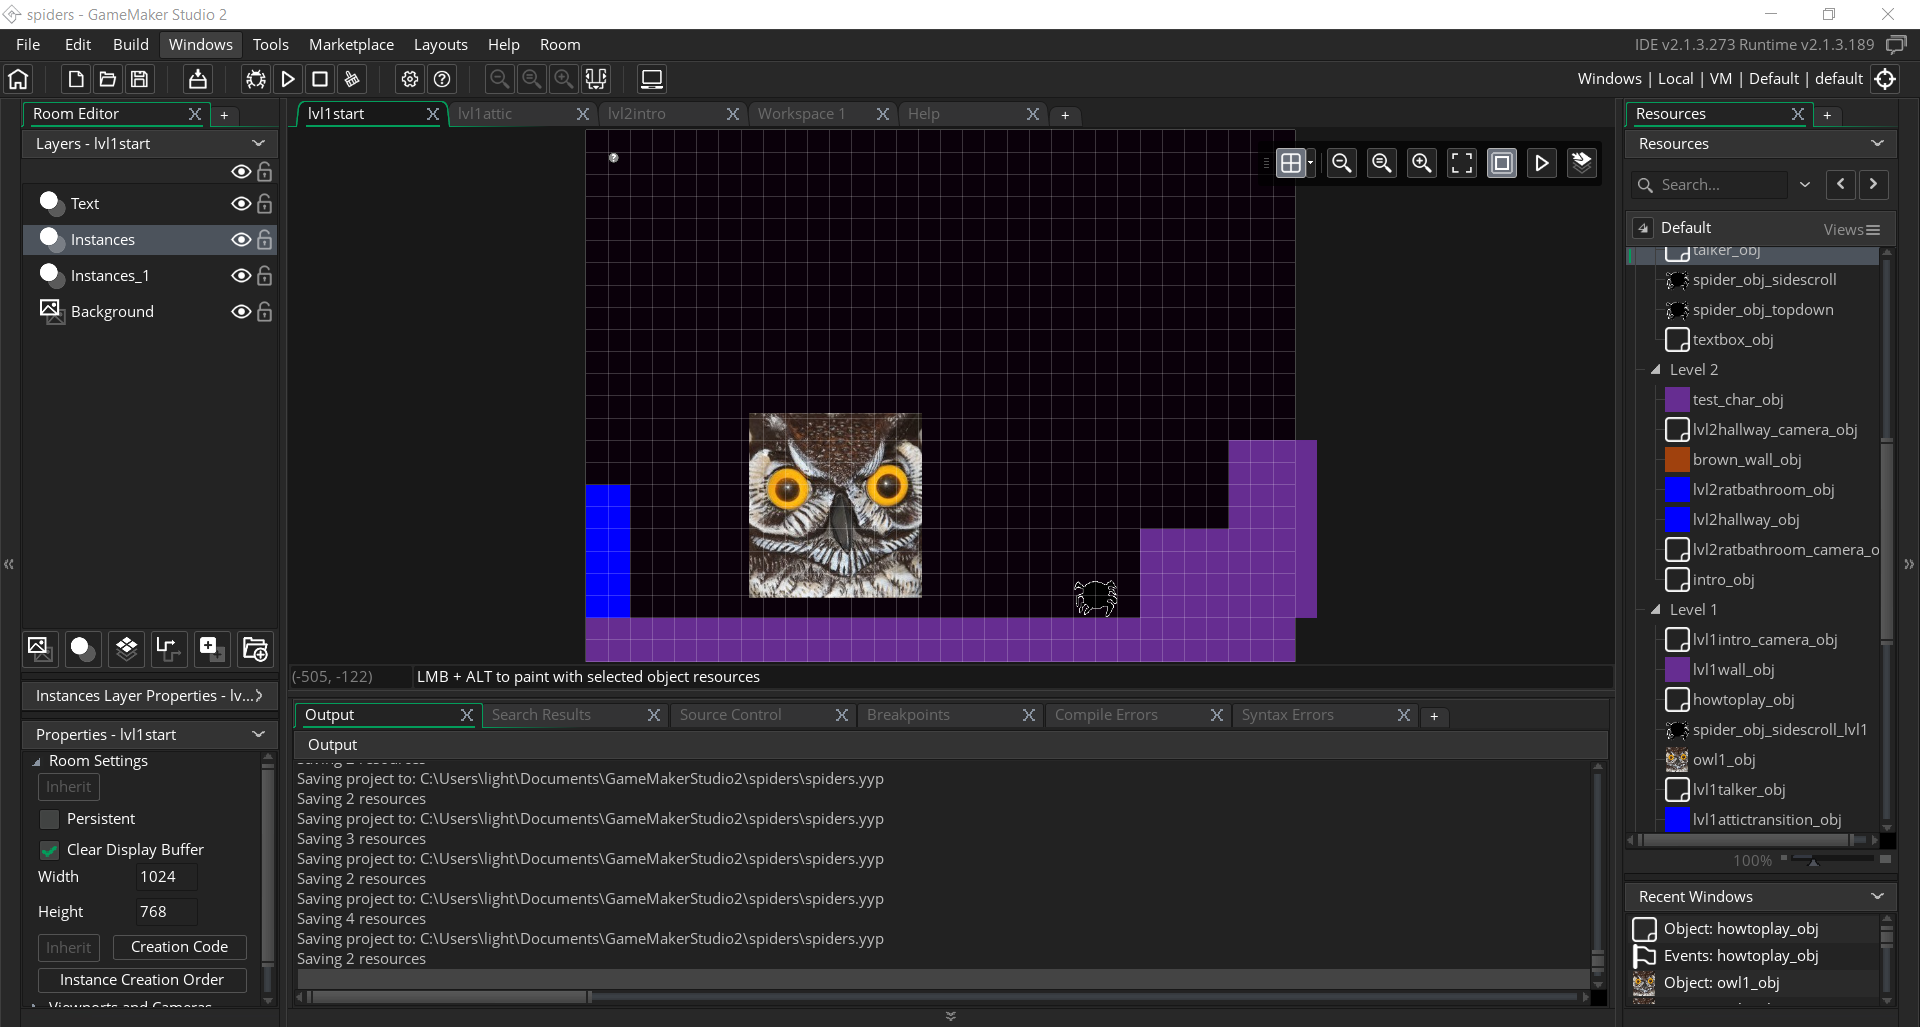 spiders - GameMaker Studio 2
File Edit Build Windows Tools Marketplace Layouts Help Room
IDE v2.1.3.273 Runtime v2.1.3.189
Windows | Local | VM | Default | default
Room Editor
Layers - lvl1start
Text
Instances
Instances_1
Background
Instances Layer Properties - lv...
Properties - lvl1start
Room Settings
Inherit
Persistent
Clear Display Buffer
Width 1024
Height 768
Inherit Creation Code
Instance Creation Order
Viewports and Cameras
lvl1start lvl1attic lvl2intro Workspace 1 Help
(-505, -122) LMB + ALT to paint with selected object resources
Output Search Results Source Control Breakpoints Compile Errors Syntax Errors
Output
Saving 2 resources
Saving project to: C:\Users\light\Documents\GameMakerStudio2\spiders\spiders.yyp
Saving 2 resources
Saving project to: C:\Users\light\Documents\GameMakerStudio2\spiders\spiders.yyp
Saving 3 resources
Saving project to: C:\Users\light\Documents\GameMakerStudio2\spiders\spiders.yyp
Saving 2 resources
Saving project to: C:\Users\light\Documents\GameMakerStudio2\spiders\spiders.yyp
Saving 4 resources
Saving project to: C:\Users\light\Documents\GameMakerStudio2\spiders\spiders.yyp
Saving 2 resources
Resources
Resources
Search...
Default Views
talker_obj
spider_obj_sidescroll
spider_obj_topdown
textbox_obj
Level 2
test_char_obj
lvl2hallway_camera_obj
brown_wall_obj
lvl2ratbathroom_obj
lvl2hallway_obj
lvl2ratbathroom_camera_o
intro_obj
Level 1
lvl1intro_camera_obj
lvl1wall_obj
howtoplay_obj
spider_obj_sidescroll_lvl1
owl1_obj
lvl1talker_obj
lvl1attictransition_obj
100%
Recent Windows
Object: howtoplay_obj
Events: howtoplay_obj
Object: owl1_obj